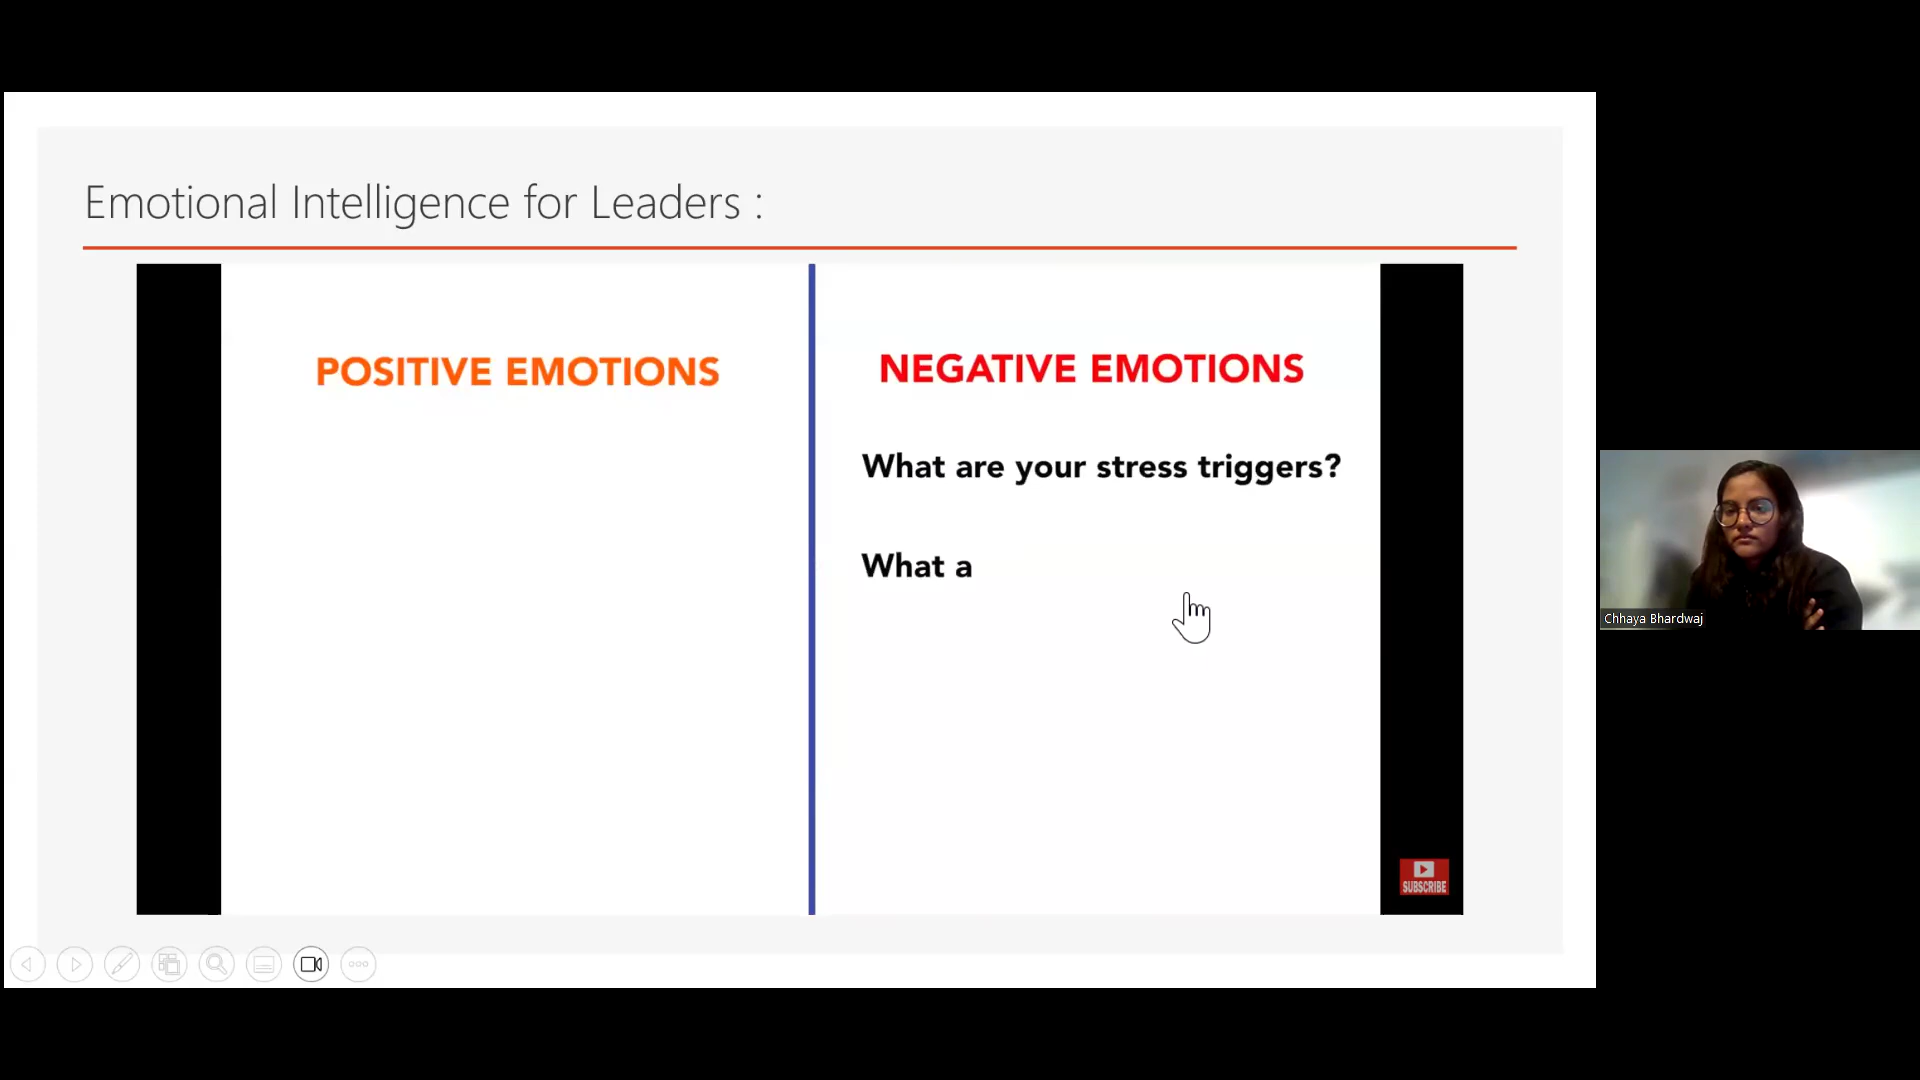 Emotional Intelligence for Leaders :
POSITIVE EMOTIONS
NEGATIVE EMOTIONS
What are your stress triggers?
What a
SUBSCRIBE
Chhaya Bhardwaj